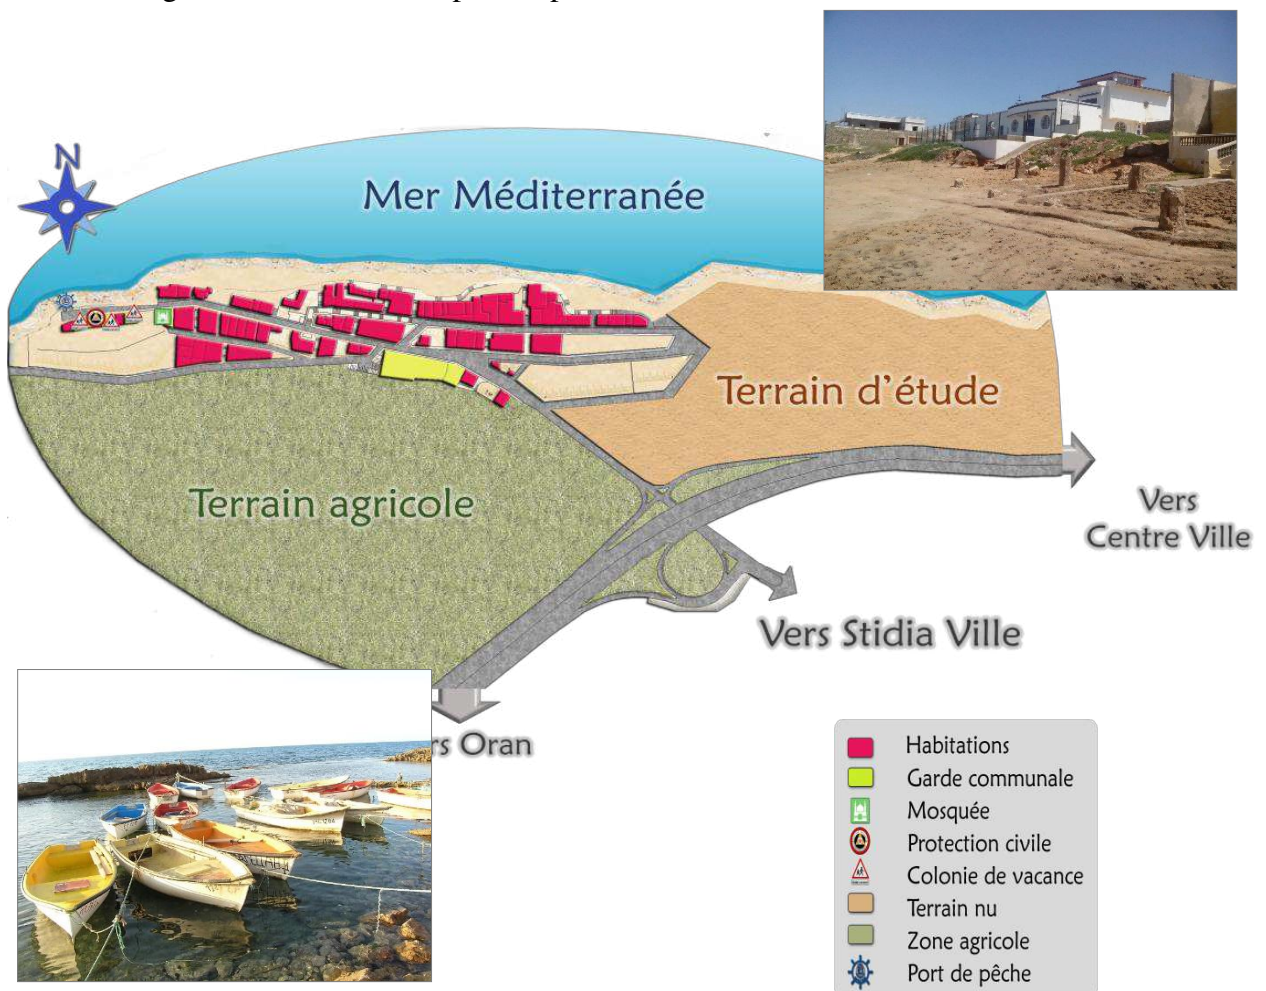 N
Mer Méditerranée
Terrain d'étude
Terrain agricole
Vers
Centre Ville
Vers Stidia Ville
Oran
Habitations
Garde communale
Mosquée
Protection civile
Colonie de vacance
Terrain nu
Zone agricole
Port de pêche